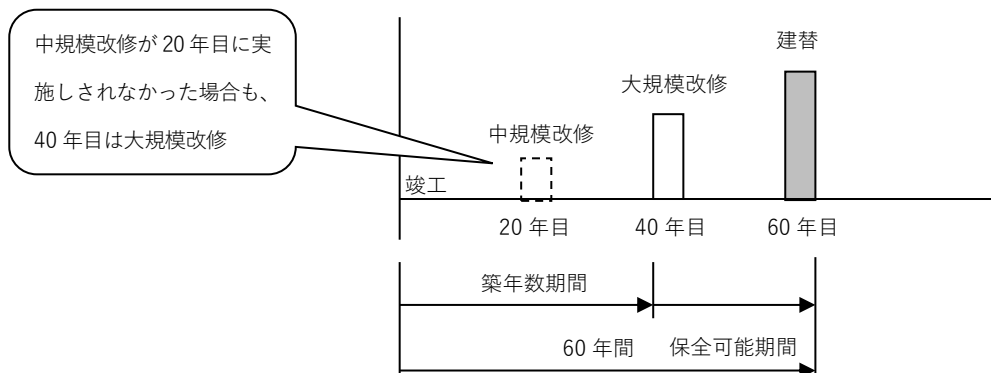 中規模改修が 20 年目に実
施しされなかった場合も、
40 年目は大規模改修
建替
大規模改修
中規模改修
竣工
20 年目
40 年目
60 年目
築年数期間
60 年間
保全可能期間